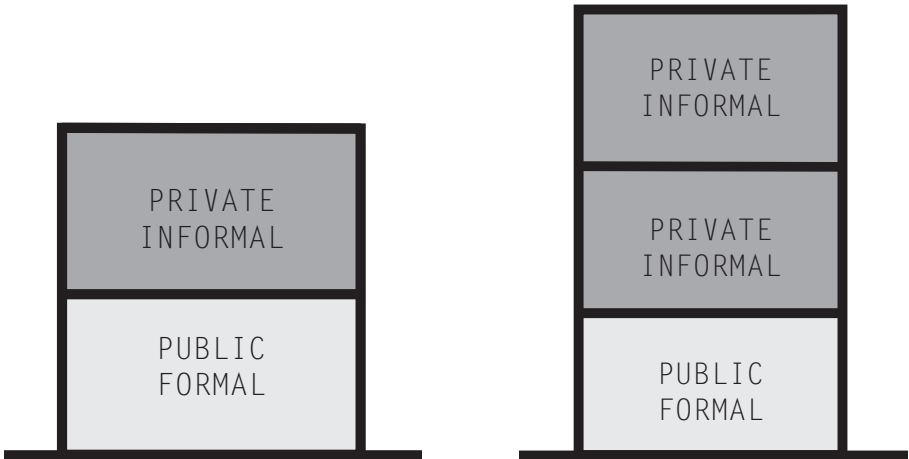 PRIVATE
INFORMAL
PUBLIC
FORMAL
PRIVATE
INFORMAL
PRIVATE
INFORMAL
PUBLIC
FORMAL